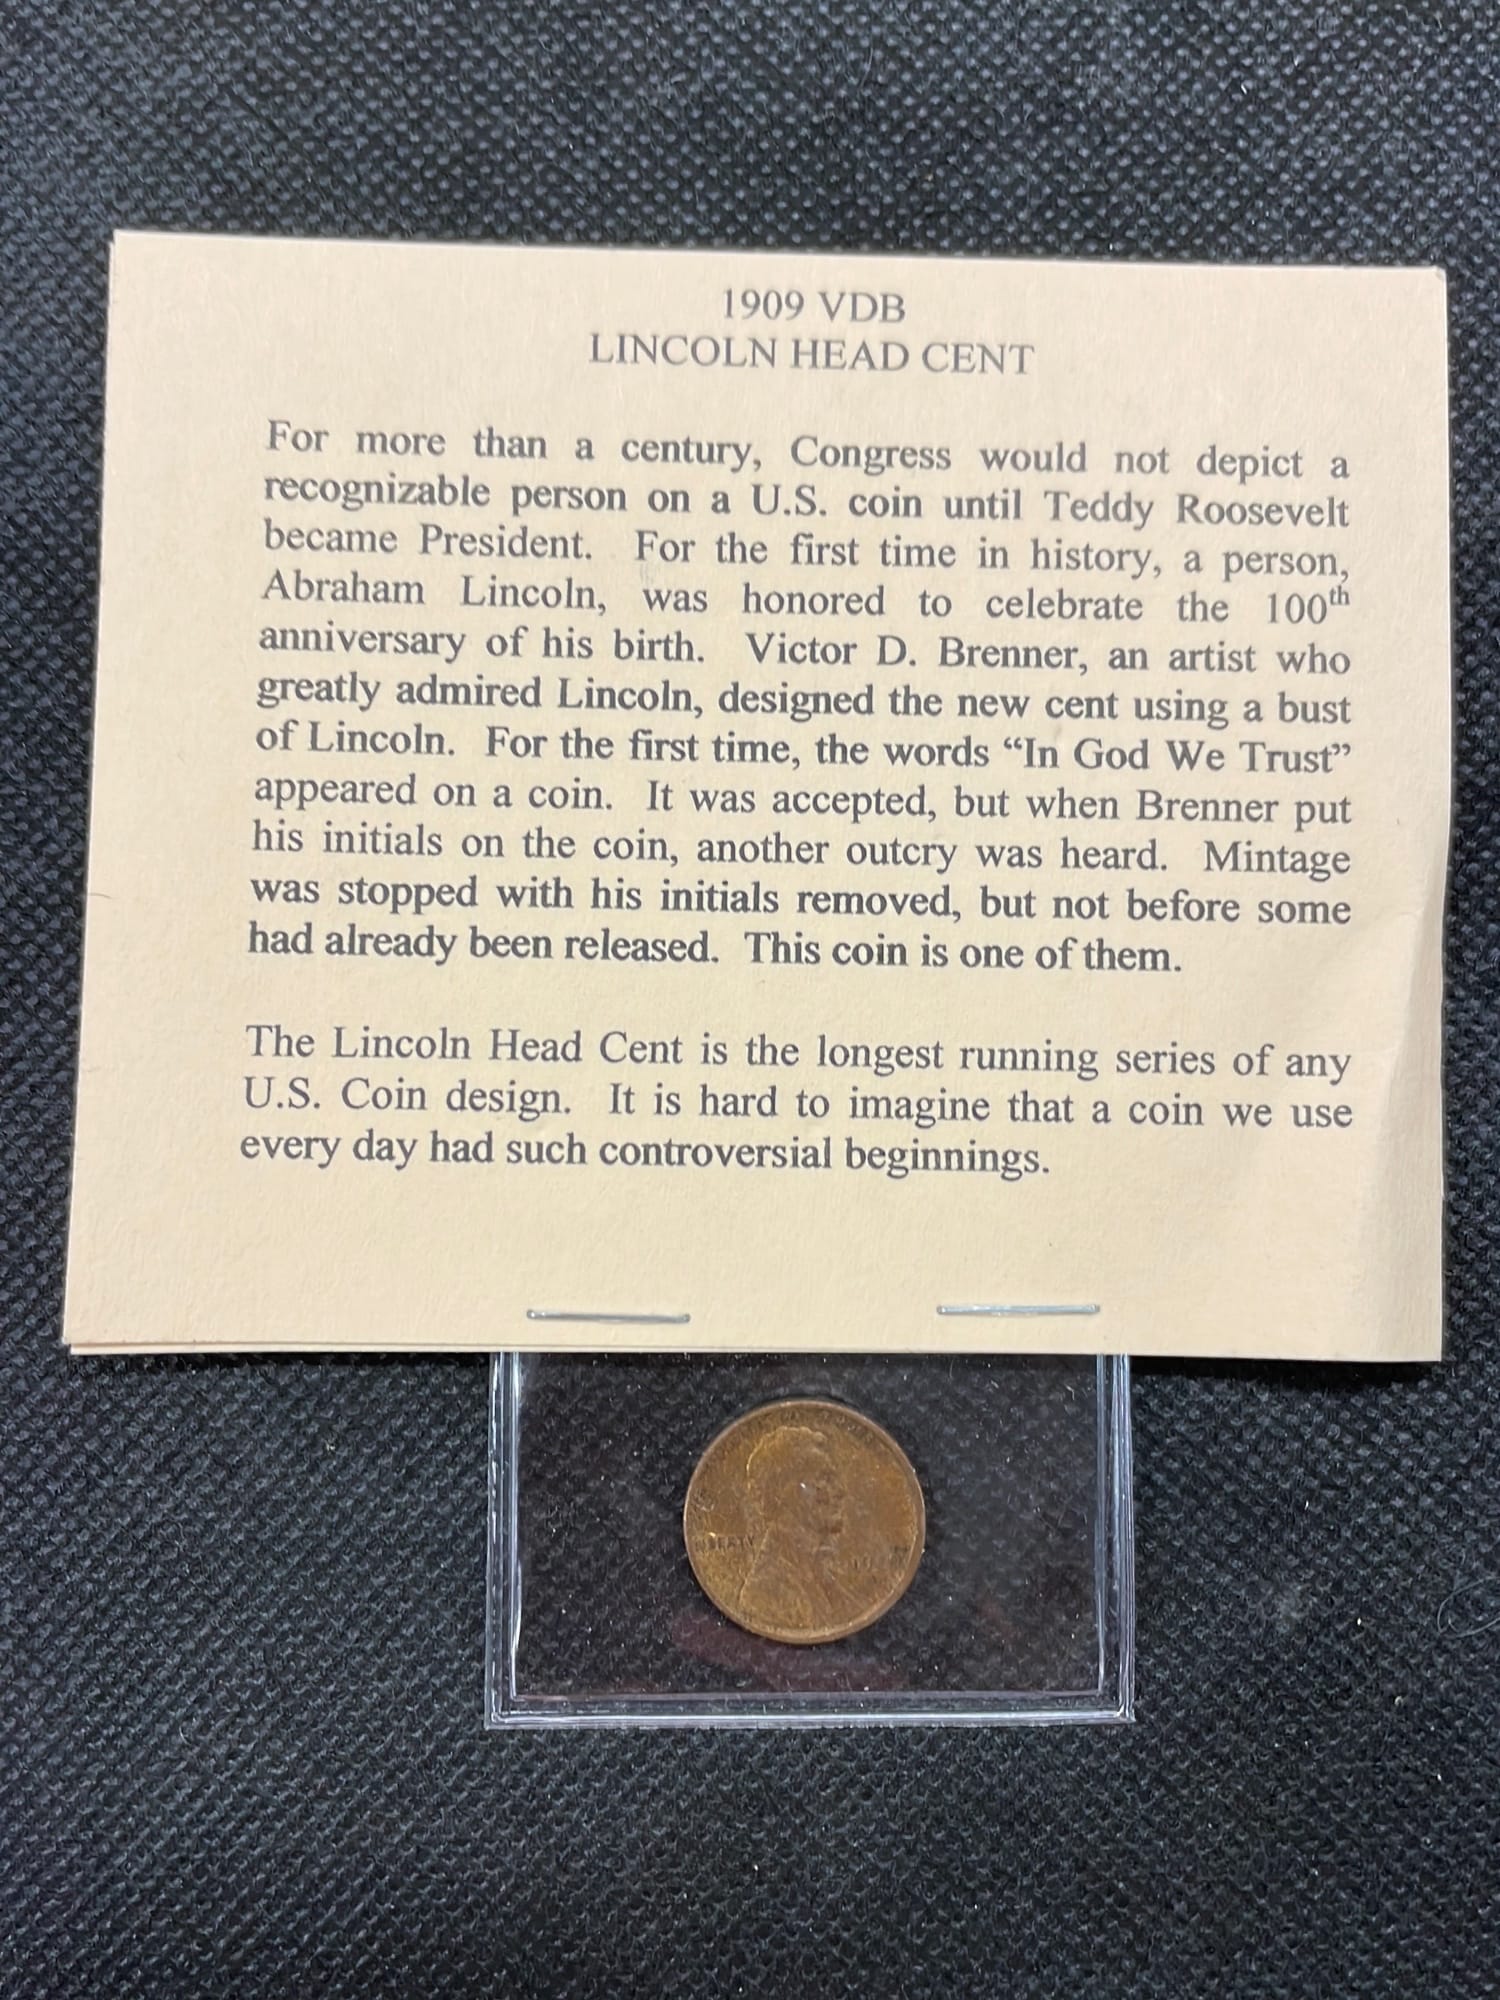 1909 VDB
LINCOLN HEAD CENT
For more than a century, Congress would not depict a
recognizable person on a U.S. coin until Teddy Roosevelt
became President. For the first time in history, a person,
Abraham Lincoln, was honored to celebrate the 100th
anniversary of his birth. Victor D. Brenner, an artist who
greatly admired Lincoln, designed the new cent using a bust
of Lincoln. For the first time, the words “In God We Trust”
appeared on a coin. It was accepted, but when Brenner put
his initials on the coin, another outcry was heard. Mintage
was stopped with his initials removed, but not before some
had already been released. This coin is one of them.
The Lincoln Head Cent is the longest running series of any
U.S. Coin design. It is hard to imagine that a coin we use
every day had such controversial beginnings.
LIBERTY